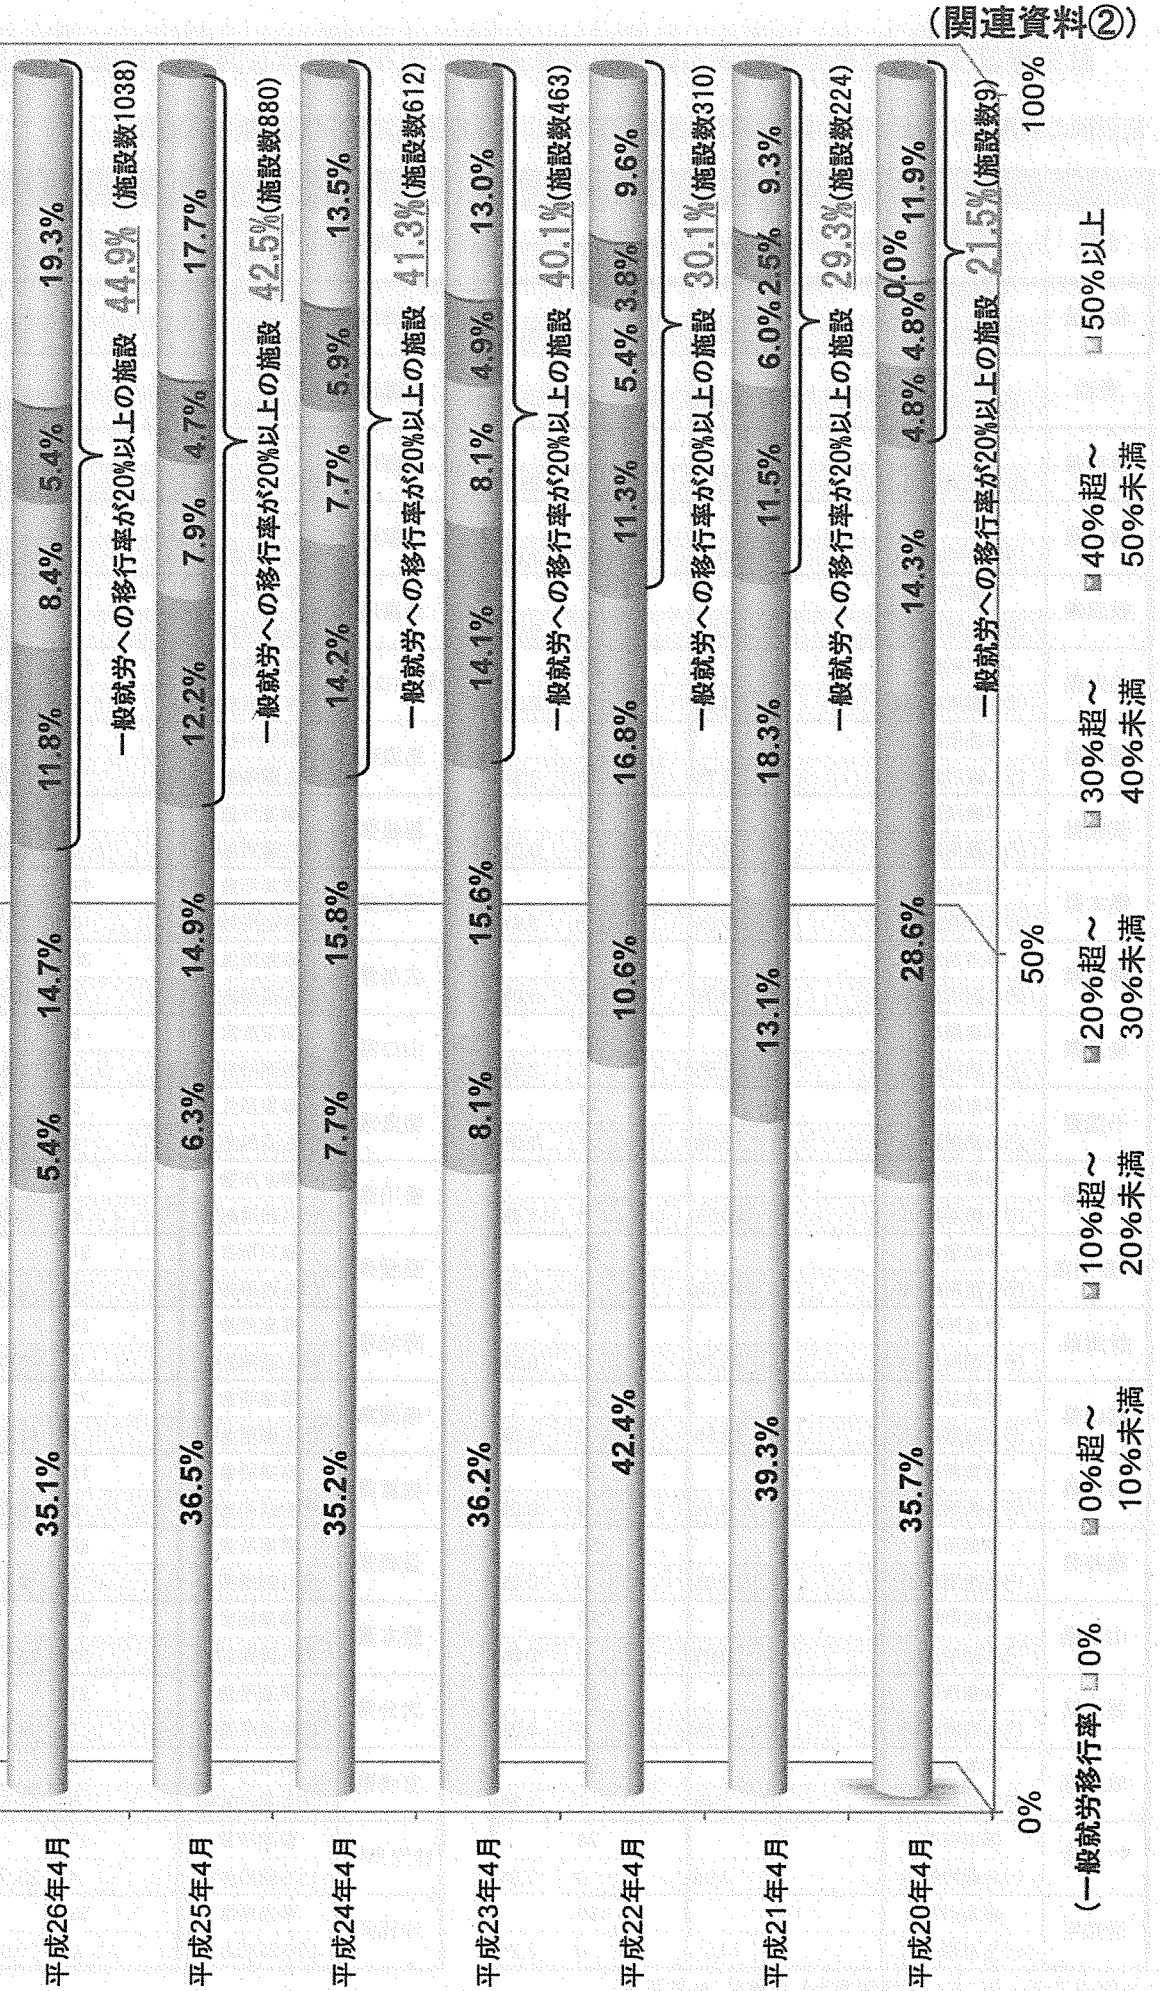 (関連資料②)
平成26年4月
35.1%
5.4%
14.7%
11.8%
8.4%
5.4%
19.3%
一般就労への移行率が20%以上の施設 44.9% (施設数1038)
平成25年4月
36.5%
6.3%
14.9%
12.2%
7.9%
4.7%
17.7%
一般就労への移行率が20%以上の施設 42.5%(施設数880)
平成24年4月
35.2%
7.7%
15.8%
14.2%
7.7%
5.9%
13.5%
一般就労への移行率が20%以上の施設 41.3%(施設数612)
平成23年4月
36.2%
8.1%
15.6%
14.1%
8.1%
4.9%
13.0%
一般就労への移行率が20%以上の施設 40.1%(施設数463)
平成22年4月
42.4%
10.6%
16.8%
11.3%
5.4%
3.8%
9.6%
一般就労への移行率が20%以上の施設 30.1%(施設数310)
平成21年4月
39.3%
13.1%
18.3%
11.5%
6.0%
2.5%
9.3%
一般就労への移行率が20%以上の施設 29.3%(施設数224)
平成20年4月
35.7%
28.6%
14.3%
4.8%
4.8%
0.0%
11.9%
一般就労への移行率が20%以上の施設 21.5%(施設数9)
0%
50%
100%
(一般就労移行率)
0%
0%超～
10%未満
10%超～
20%未満
20%超～
30%未満
30%超～
40%未満
40%超～
50%未満
50%以上